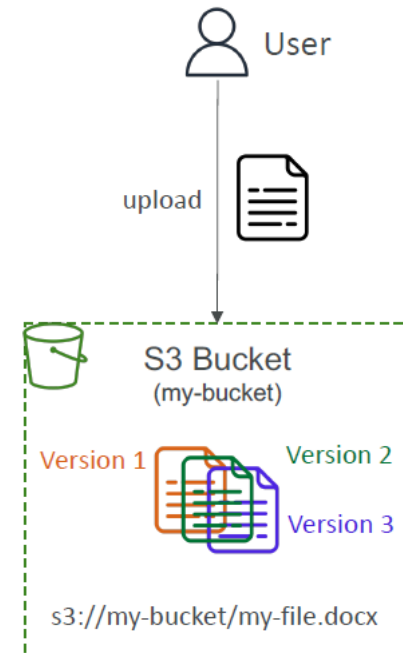 User
upload
S3 Bucket
(my-bucket)
Version 1
Version 2
Version 3
s3://my-bucket/my-file.docx